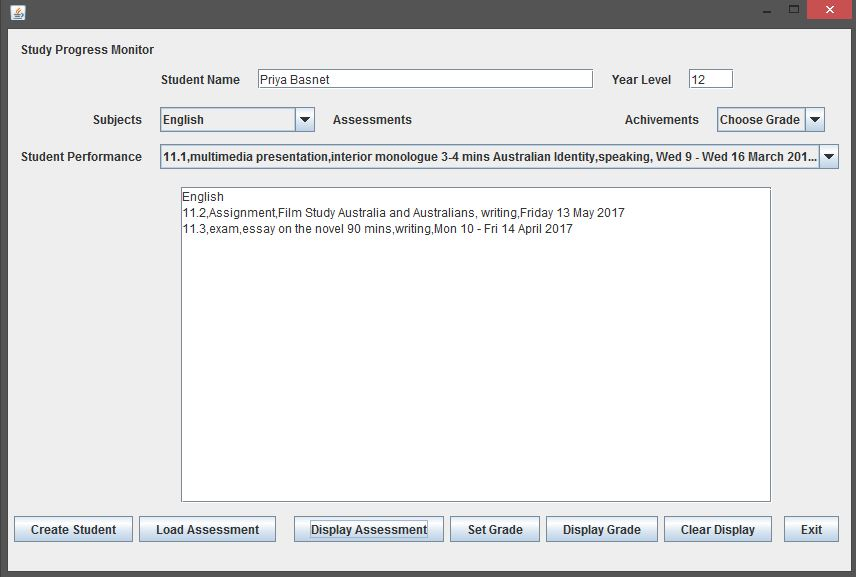 Study Progress Monitor
Student Name Priya Basnet Year Level 12
Subjects English Assessments Achivements Choose Grade
Student Performance 11.1,multimedia presentation,interior monologue 3-4 mins Australian Identity,speaking, Wed 9 - Wed 16 March 201...
English
11.2,Assignment,Film Study Australia and Australians, writing,Friday 13 May 2017
11.3,exam,essay on the novel 90 mins,writing,Mon 10 - Fri 14 April 2017
Create Student Load Assessment Display Assessment Set Grade Display Grade Clear Display Exit